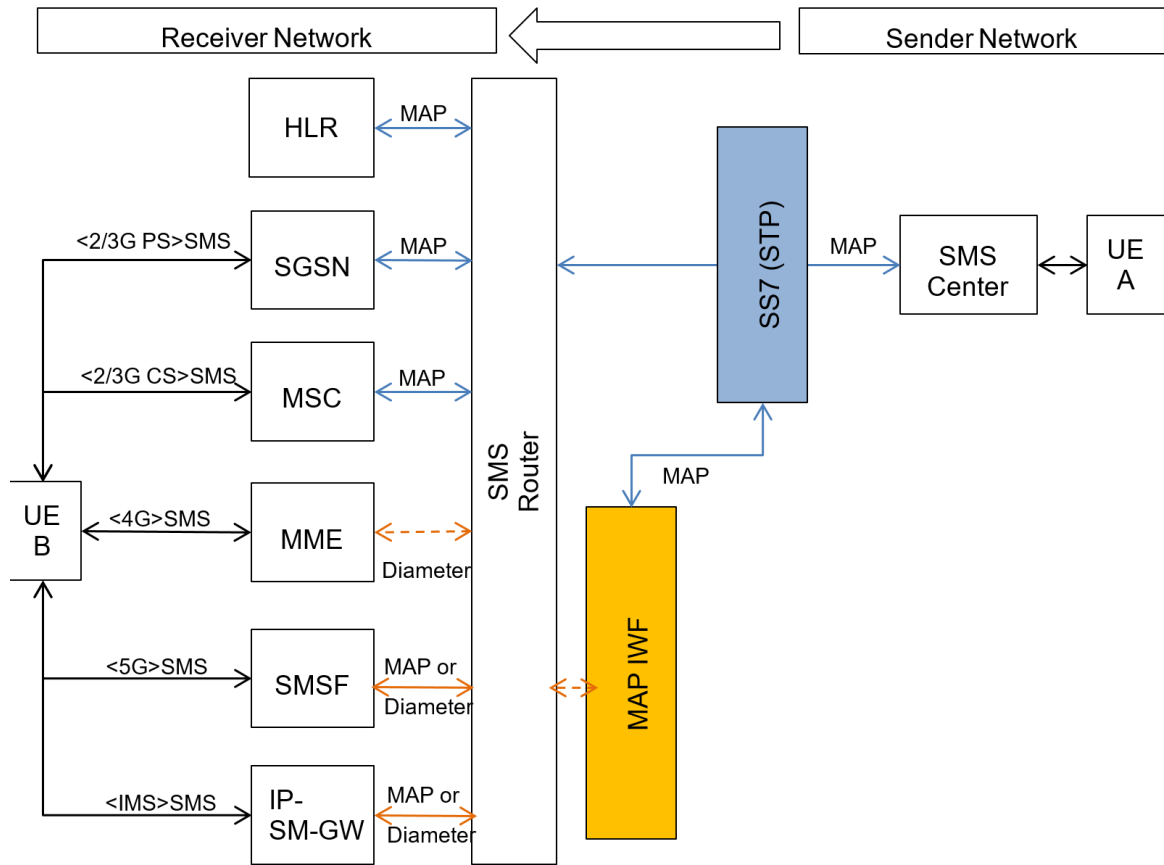 Receiver Network
Sender Network
HLR
MAP
<2/3G PS>SMS
SGSN
MAP
SS7 (STP)
MAP
SMS
Center
UE
A
<2/3G CS>SMS
MSC
MAP
SMS
Router
MAP
UE
B
<4G>SMS
MME
Diameter
MAP IWF
<5G>SMS
SMSF
MAP or
Diameter
<IMS>SMS
IP-
SM-GW
MAP or
Diameter